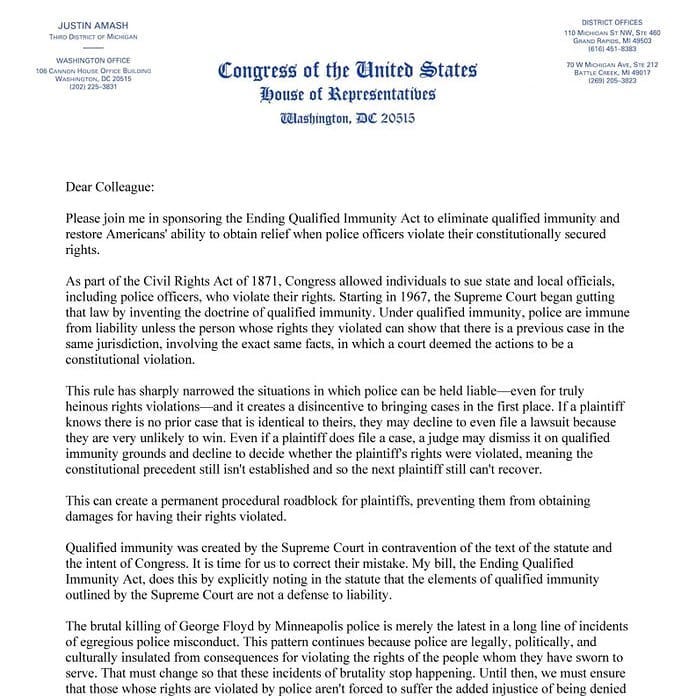 JUSTIN AMASH
THIRD DISTRICT OF MICHIGAN
WASHINGTON OFFICE
106 CANNON HOUSE OFFICE BUILDING
WASHINGTON, DC 20515
(202) 225-3831
Congress of the United States
House of Representatives
Washington, DC 20515
DISTRICT OFFICES
110 MICHIGAN ST NW, STE 460
GRAND RAPIDS, MI 49503
(616) 451-8383
70 W MICHIGAN AVE, STE 212
BATTLE CREEK, MI 49017
(269) 205-3823
Dear Colleague:
Please join me in sponsoring the Ending Qualified Immunity Act to eliminate qualified immunity and
restore Americans' ability to obtain relief when police officers violate their constitutionally secured
rights.
As part of the Civil Rights Act of 1871, Congress allowed individuals to sue state and local officials,
including police officers, who violate their rights. Starting in 1967, the Supreme Court began gutting
that law by inventing the doctrine of qualified immunity. Under qualified immunity, police are immune
from liability unless the person whose rights they violated can show that there is a previous case in the
same jurisdiction, involving the exact same facts, in which a court deemed the actions to be a
constitutional violation.
This rule has sharply narrowed the situations in which police can be held liable—even for truly
heinous rights violations—and it creates a disincentive to bringing cases in the first place. If a plaintiff
knows there is no prior case that is identical to theirs, they may decline to even file a lawsuit because
they are very unlikely to win. Even if a plaintiff does file a case, a judge may dismiss it on qualified
immunity grounds and decline to decide whether the plaintiff's rights were violated, meaning the
constitutional precedent still isn't established and so the next plaintiff still can't recover.
This can create a permanent procedural roadblock for plaintiffs, preventing them from obtaining
damages for having their rights violated.
Qualified immunity was created by the Supreme Court in contravention of the text of the statute and
the intent of Congress. It is time for us to correct their mistake. My bill, the Ending Qualified
Immunity Act, does this by explicitly noting in the statute that the elements of qualified immunity
outlined by the Supreme Court are not a defense to liability.
The brutal killing of George Floyd by Minneapolis police is merely the latest in a long line of incidents
of egregious police misconduct. This pattern continues because police are legally, politically, and
culturally insulated from consequences for violating the rights of the people whom they have sworn to
serve. That must change so that these incidents of brutality stop happening. Until then, we must ensure
that those whose rights are violated by police aren't forced to suffer the added injustice of being denied